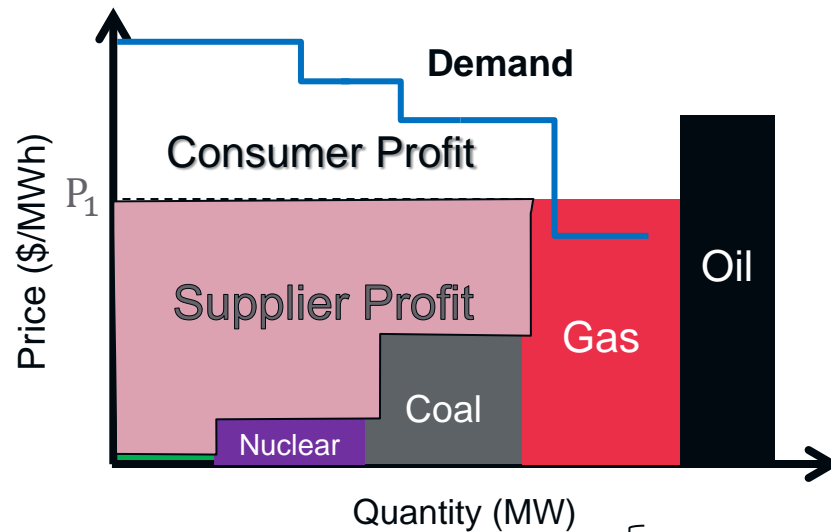 Demand
Consumer Profit
Price ($/MWh)
P1
Supplier Profit
Oil
Gas
Coal
Nuclear
Quantity (MW)